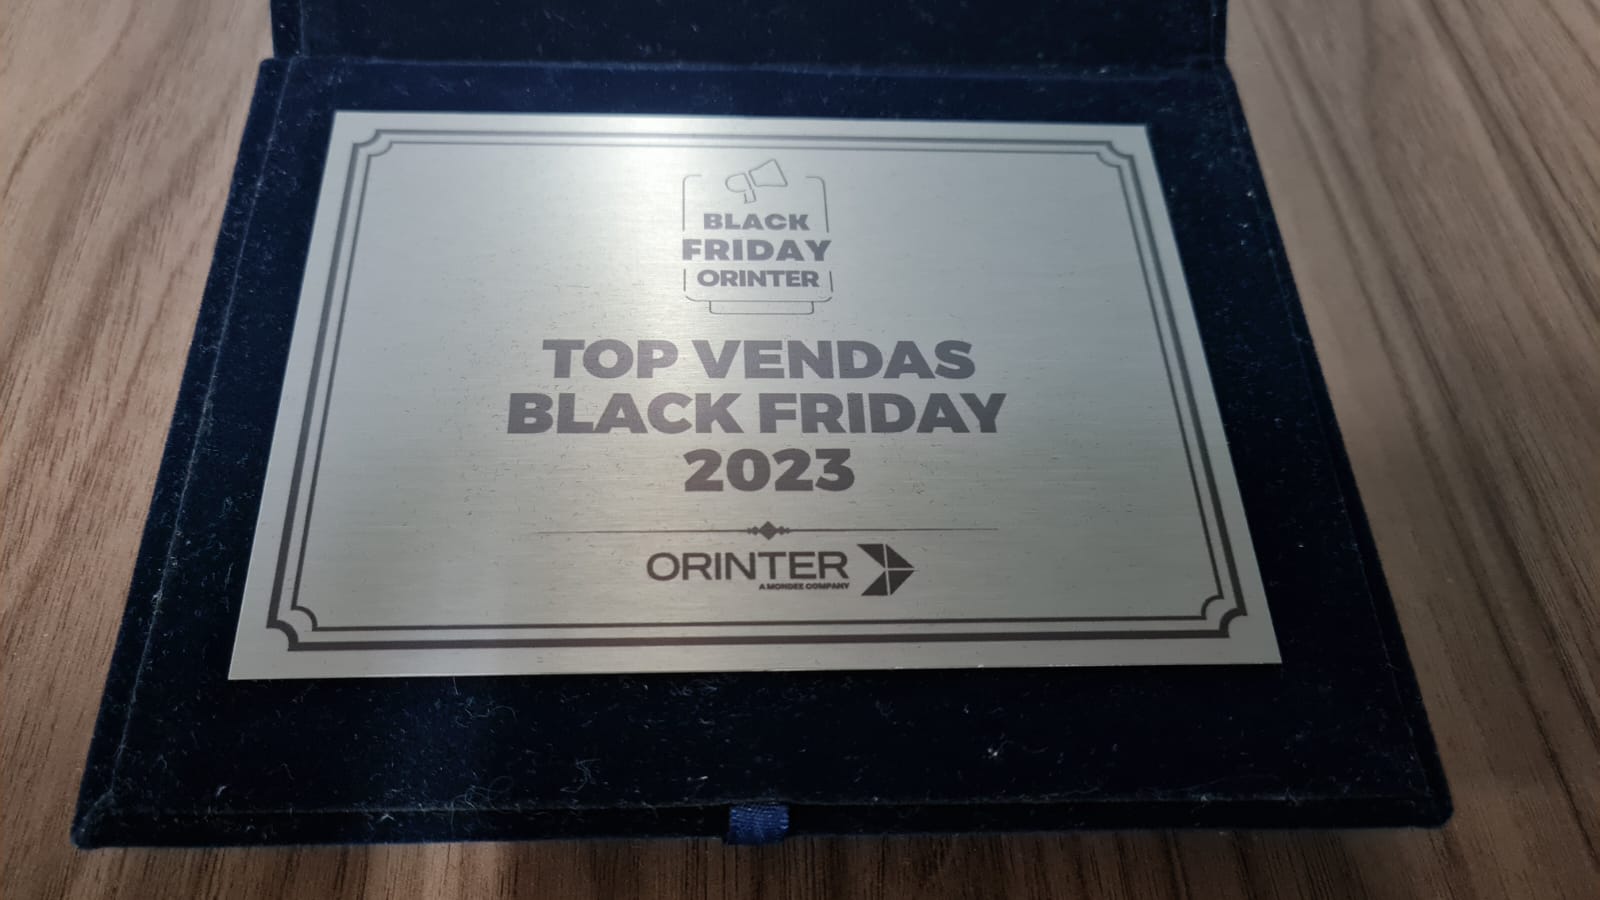 BLACK
FRIDAY
ORINTER
TOP VENDAS
BLACK FRIDAY
2023
ORINTER
A MONDEE COMPANY